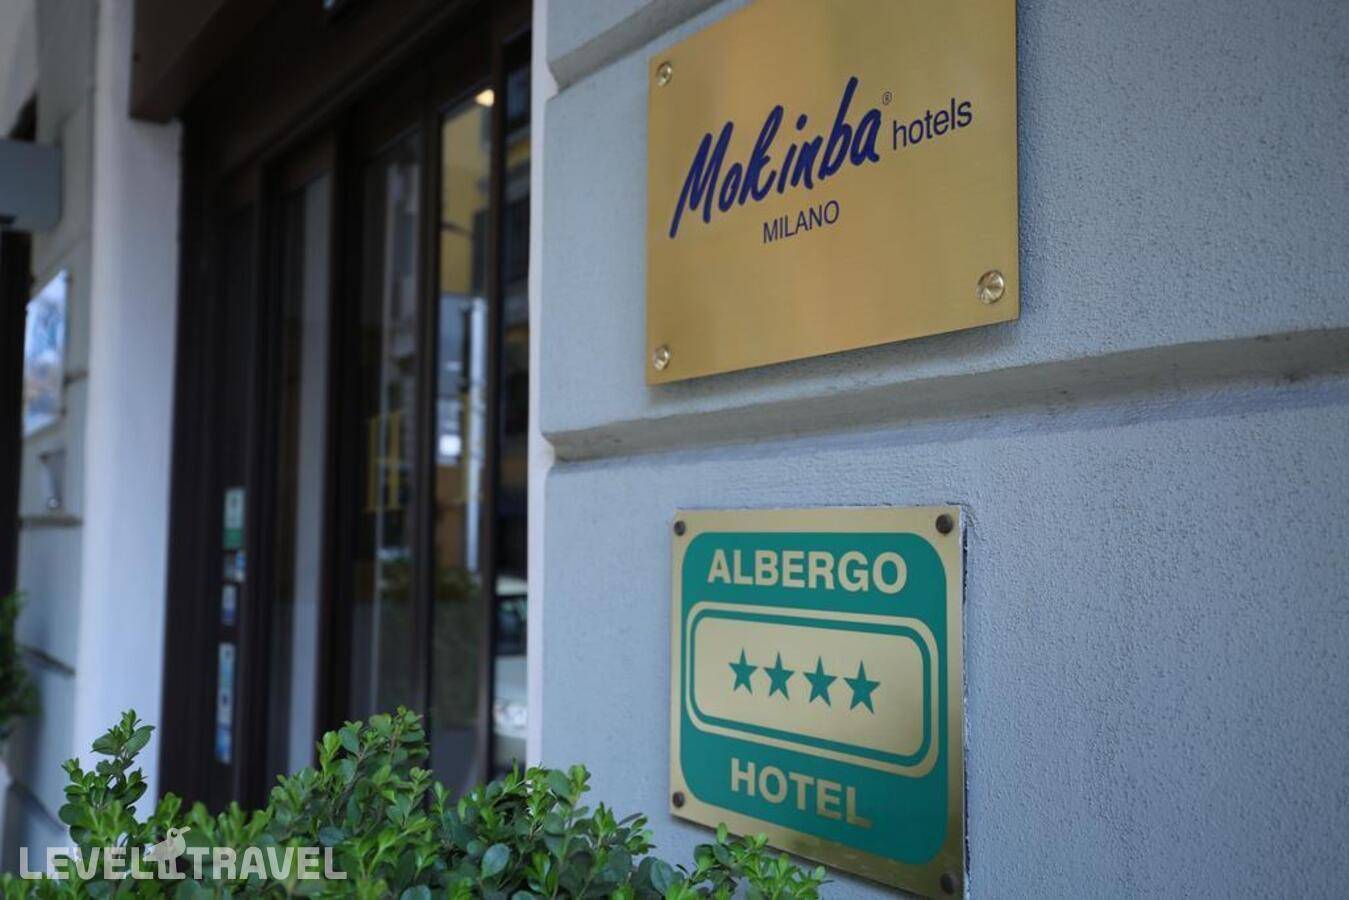 Mokinba® hotels
MILANO
ALBERGO
★★★★
HOTEL
LEVEL TRAVEL